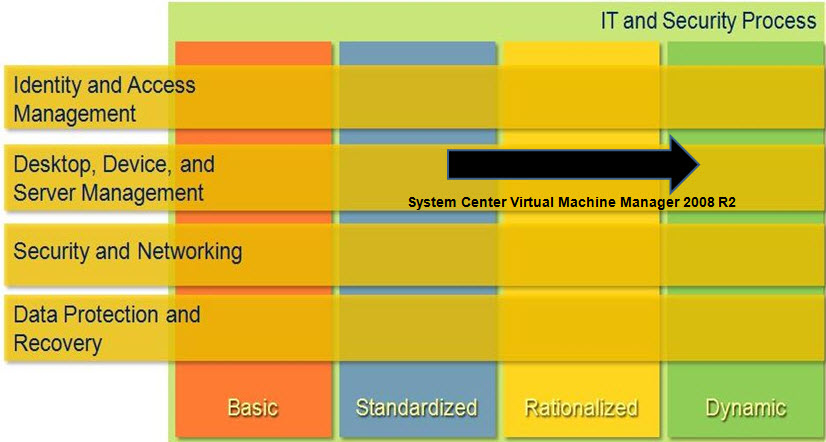 IT and Security Process
Identity and Access
Management
Desktop, Device, and
Server Management
System Center Virtual Machine Manager 2008 R2
Security and Networking
Data Protection and
Recovery
Basic
Standardized
Rationalized
Dynamic